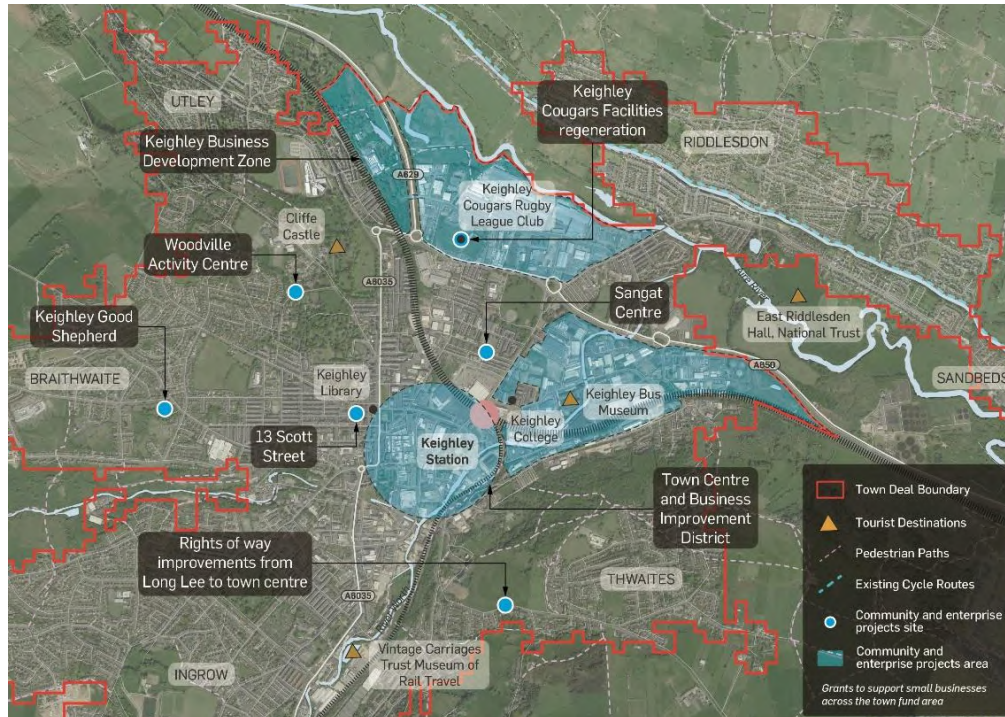 UTLEY
Keighley
Cougars Facilities
regeneration
RIDDLESDON
Keighley Business
Development Zone
A629
Keighley
Cougars Rugby
League Club
Cliffe
Castle
Woodville
Activity Centre
A6035
Sangat
Centre
Aire River
East Riddlesden
Hall, National Trust
Keighley Good
Shepherd
BRAITHWAITE
Keighley
Library
A650
SANDBEDS
Keighley Bus
Museum
13 Scott
Street
Keighley
Station
Keighley
College
Town Centre
and Business
Improvement
District
Rights of way
improvements from
Long Lee to town centre
THWAITES
A6035
INGROW
Vintage Carriages
Trust Museum of
Rail Travel
Town Deal Boundary
Tourist Destinations
Pedestrian Paths
Existing Cycle Routes
Community and enterprise
projects site
Community and
enterprise projects area
Grants to support small businesses
across the town fund area